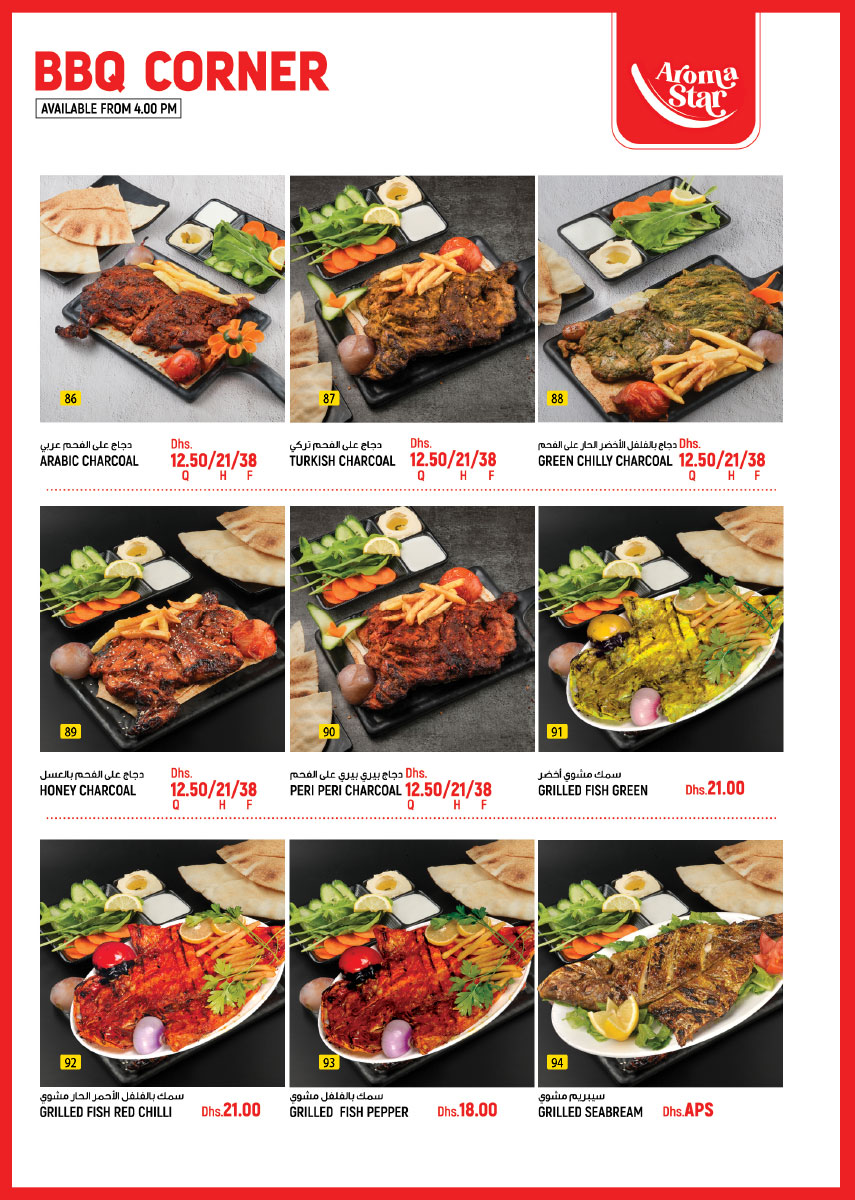 BBQ CORNER
AVAILABLE FROM 4.00 PM
Aroma
Star
86
87
88
دجاج على الفحم عربي
Dhs.
ARABIC CHARCOAL 12.50/21/38
Q H F
دجاج على الفحم تركي
Dhs.
TURKISH CHARCOAL 12.50/21/38
Q H F
دجاج بالفلفل الأخضر الحار على الفحم
Dhs.
GREEN CHILLY CHARCOAL 12.50/21/38
Q H F
89
90
91
دجاج على الفحم بالعسل
Dhs.
HONEY CHARCOAL 12.50/21/38
Q H F
دجاج بيري بيري على الفحم
Dhs.
PERI PERI CHARCOAL 12.50/21/38
Q H F
سمك مشوي أخضر
GRILLED FISH GREEN Dhs.21.00
92
93
94
سمك بالفلفل الأحمر الحار مشوي
GRILLED FISH RED CHILLI Dhs.21.00
سمك بالفلفل مشوي
GRILLED FISH PEPPER Dhs.18.00
سيبريم مشوي
GRILLED SEABREAM Dhs.APS